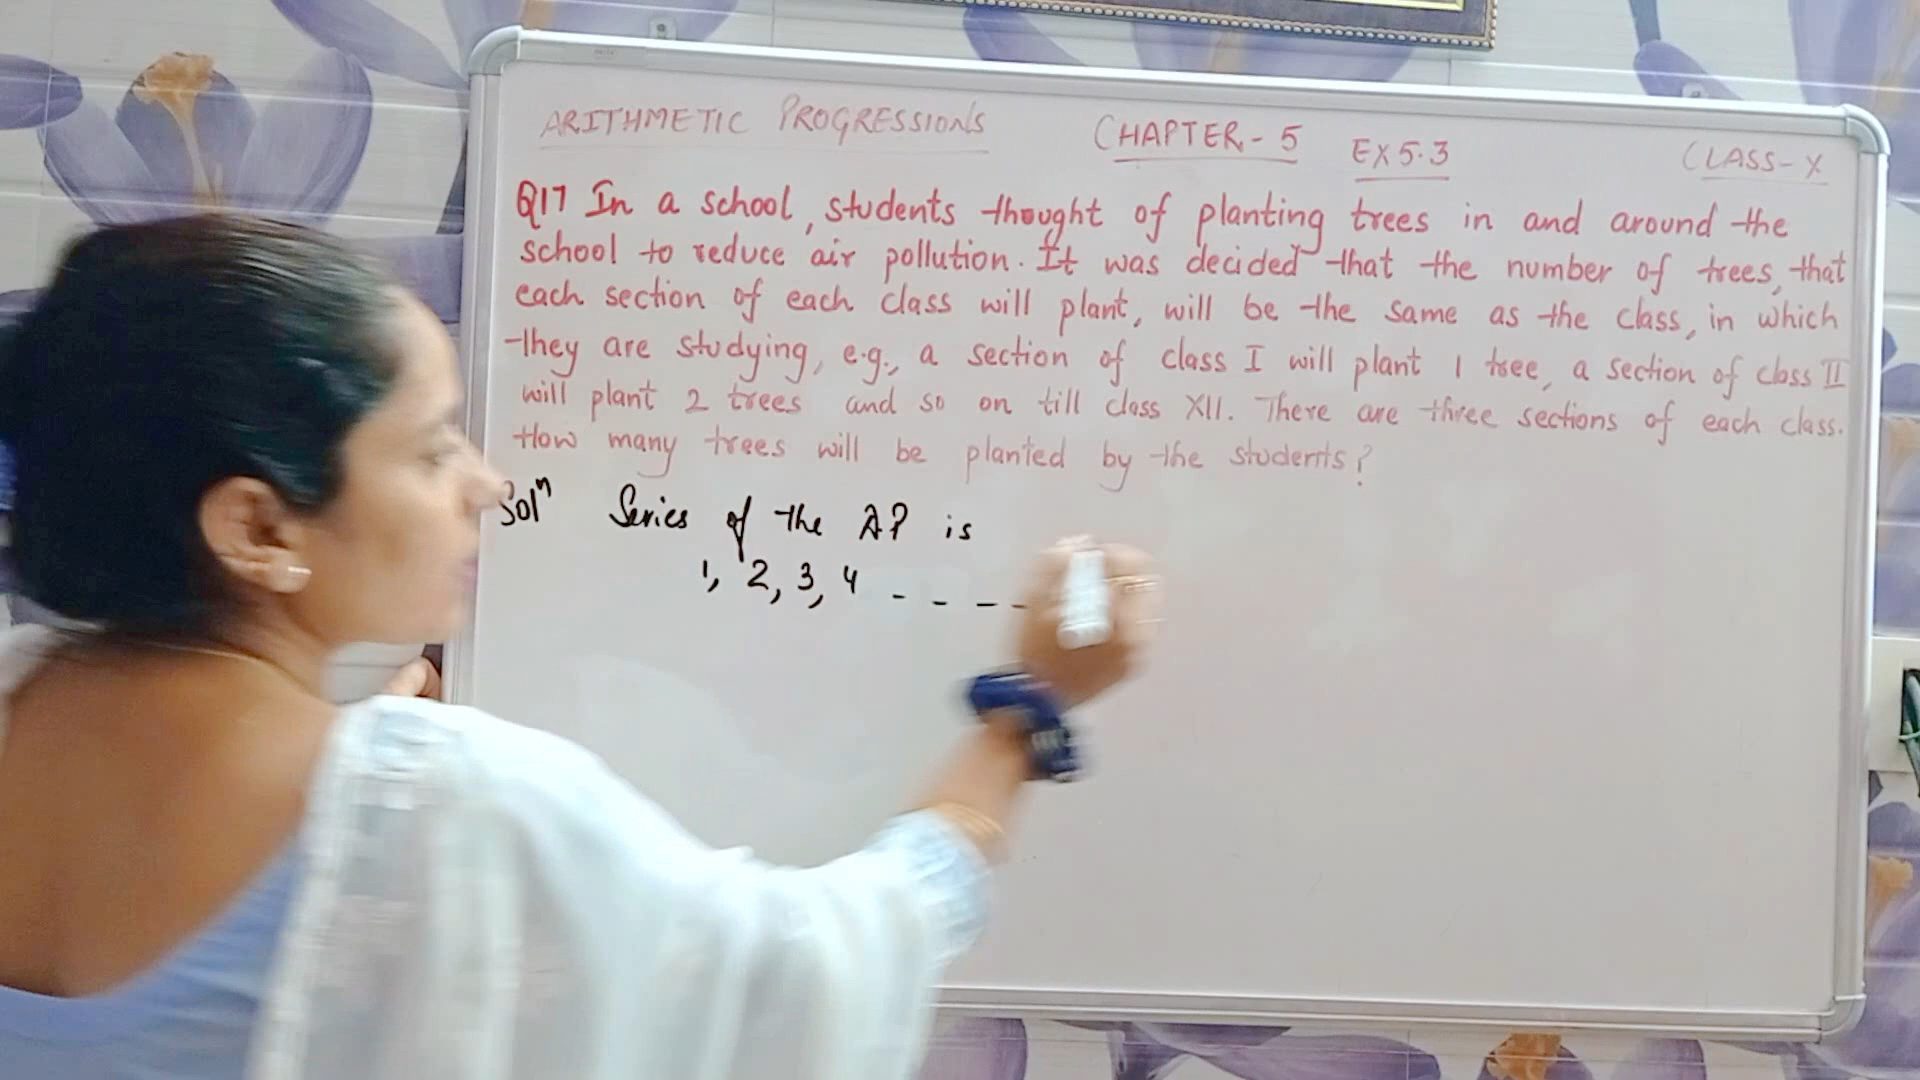 ARITHMETIC PROGRESSIONS CHAPTER-5 EX 5.3 CLASS-X
Q17 In a school, students thought of planting trees in and around the
school to reduce air pollution. It was decided that the number of trees, that
each section of each class will plant, will be the same as the class, in which
they are studying, e.g., a section of class I will plant 1 tree, a section of class II
will plant 2 trees and so on till class XII. There are three sections of each class.
How many trees will be planted by the students?
Solⁿ Series of the AP is
1, 2, 3, 4 - - - -